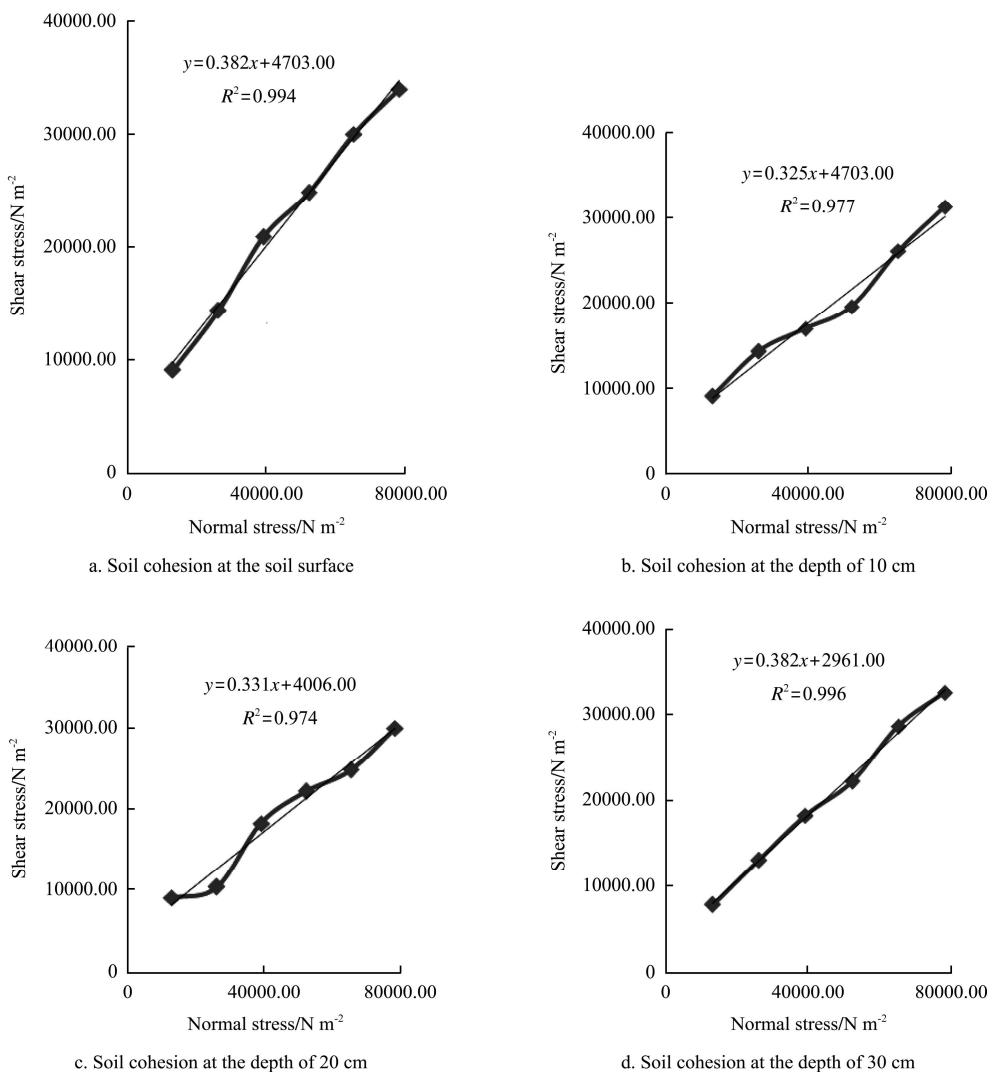 40000.00
y=0.382x+4703.00
R²=0.994
30000.00
20000.00
10000.00
0
0 40000.00 80000.00
Shear stress/N m⁻²
Normal stress/N m⁻²
a. Soil cohesion at the soil surface
40000.00
y=0.325x+4703.00
R²=0.977
30000.00
20000.00
10000.00
0
0 40000.00 80000.00
Shear stress/N m⁻²
Normal stress/N m⁻²
b. Soil cohesion at the depth of 10 cm
40000.00
y=0.331x+4006.00
R²=0.974
30000.00
20000.00
10000.00
0
0 40000.00 80000.00
Shear stress/N m⁻²
Normal stress/N m⁻²
c. Soil cohesion at the depth of 20 cm
40000.00
y=0.382x+2961.00
R²=0.996
30000.00
20000.00
10000.00
0
0 40000.00 80000.00
Shear stress/N m⁻²
Normal stress/N m⁻²
d. Soil cohesion at the depth of 30 cm